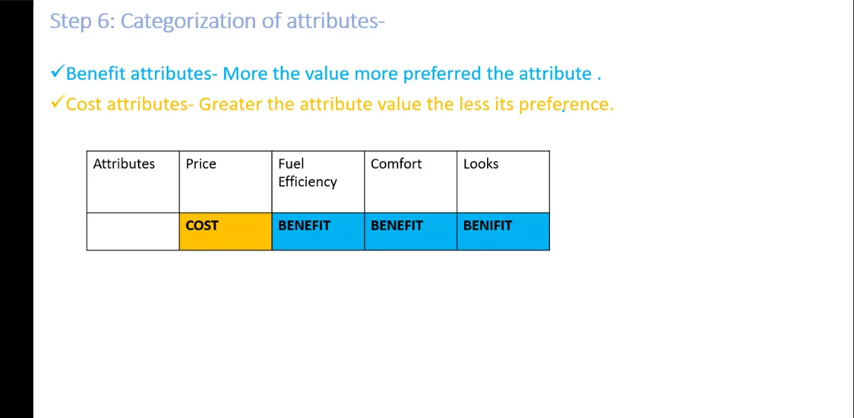 Step 6: Categorization of attributes-
✓Benefit attributes- More the value more preferred the attribute .
✓Cost attributes- Greater the attribute value the less its preference.
Attributes Price Fuel Efficiency Comfort Looks
COST BENEFIT BENEFIT BENIFIT